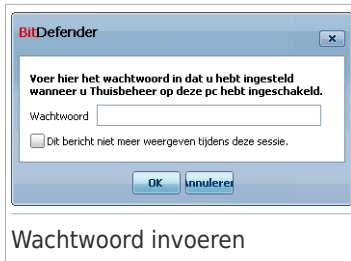 BitDefender
Voer hier het wachtwoord in dat u hebt ingesteld
wanneer u Thuisbeheer op deze pc hebt ingeschakeld.
Wachtwoord
Dit bericht niet meer weergeven tijdens deze sessie.
OK Annuleren
Wachtwoord invoeren